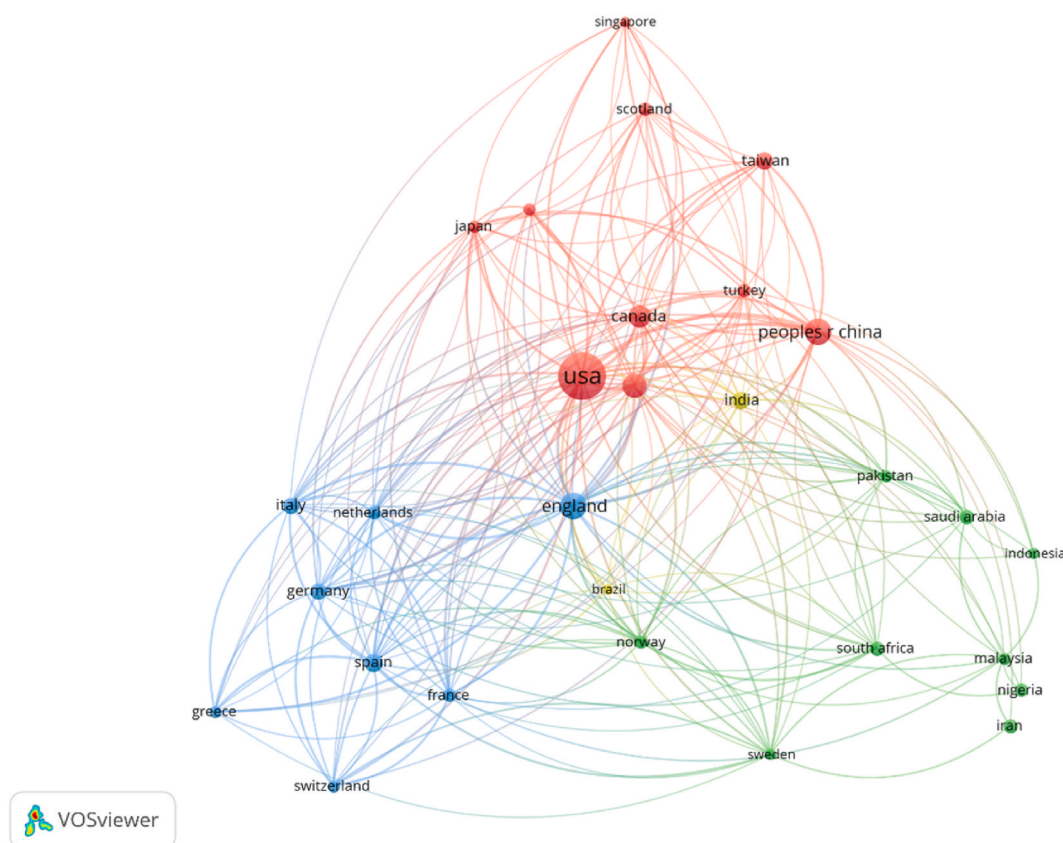 singapore
scotland
taiwan
japan
turkey
canada
peoples r china
usa
india
pakistan
italy
netherlands
england
saudi arabia
indonesia
germany
brazil
norway
south africa
malaysia
spain
nigeria
france
greece
iran
sweden
switzerland
VOSviewer